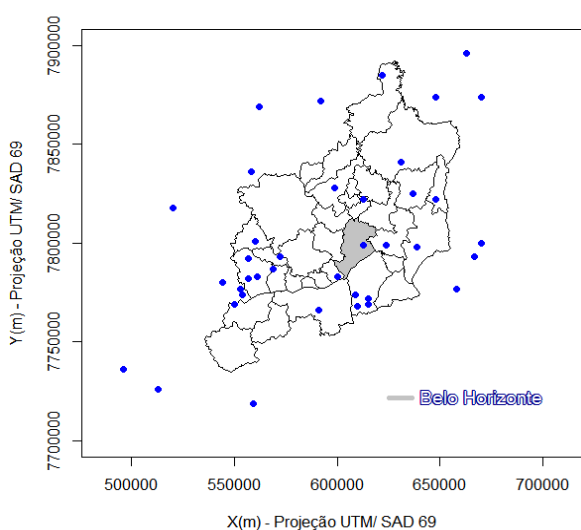 7900000
7850000
7800000
7750000
7700000
Y(m) - Projeção UTM/ SAD 69
Belo Horizonte
500000 550000 600000 650000 700000
X(m) - Projeção UTM/ SAD 69